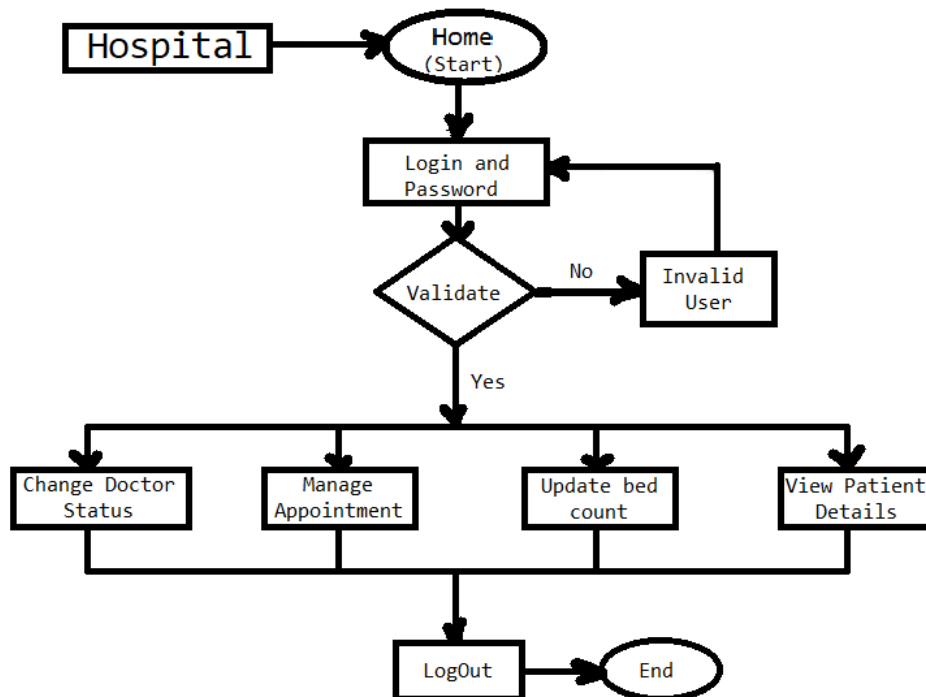 Hospital
Home
(Start)
Login and
Password
Validate
No
Invalid
User
Yes
Change Doctor
Status
Manage
Appointment
Update bed
count
View Patient
Details
LogOut
End